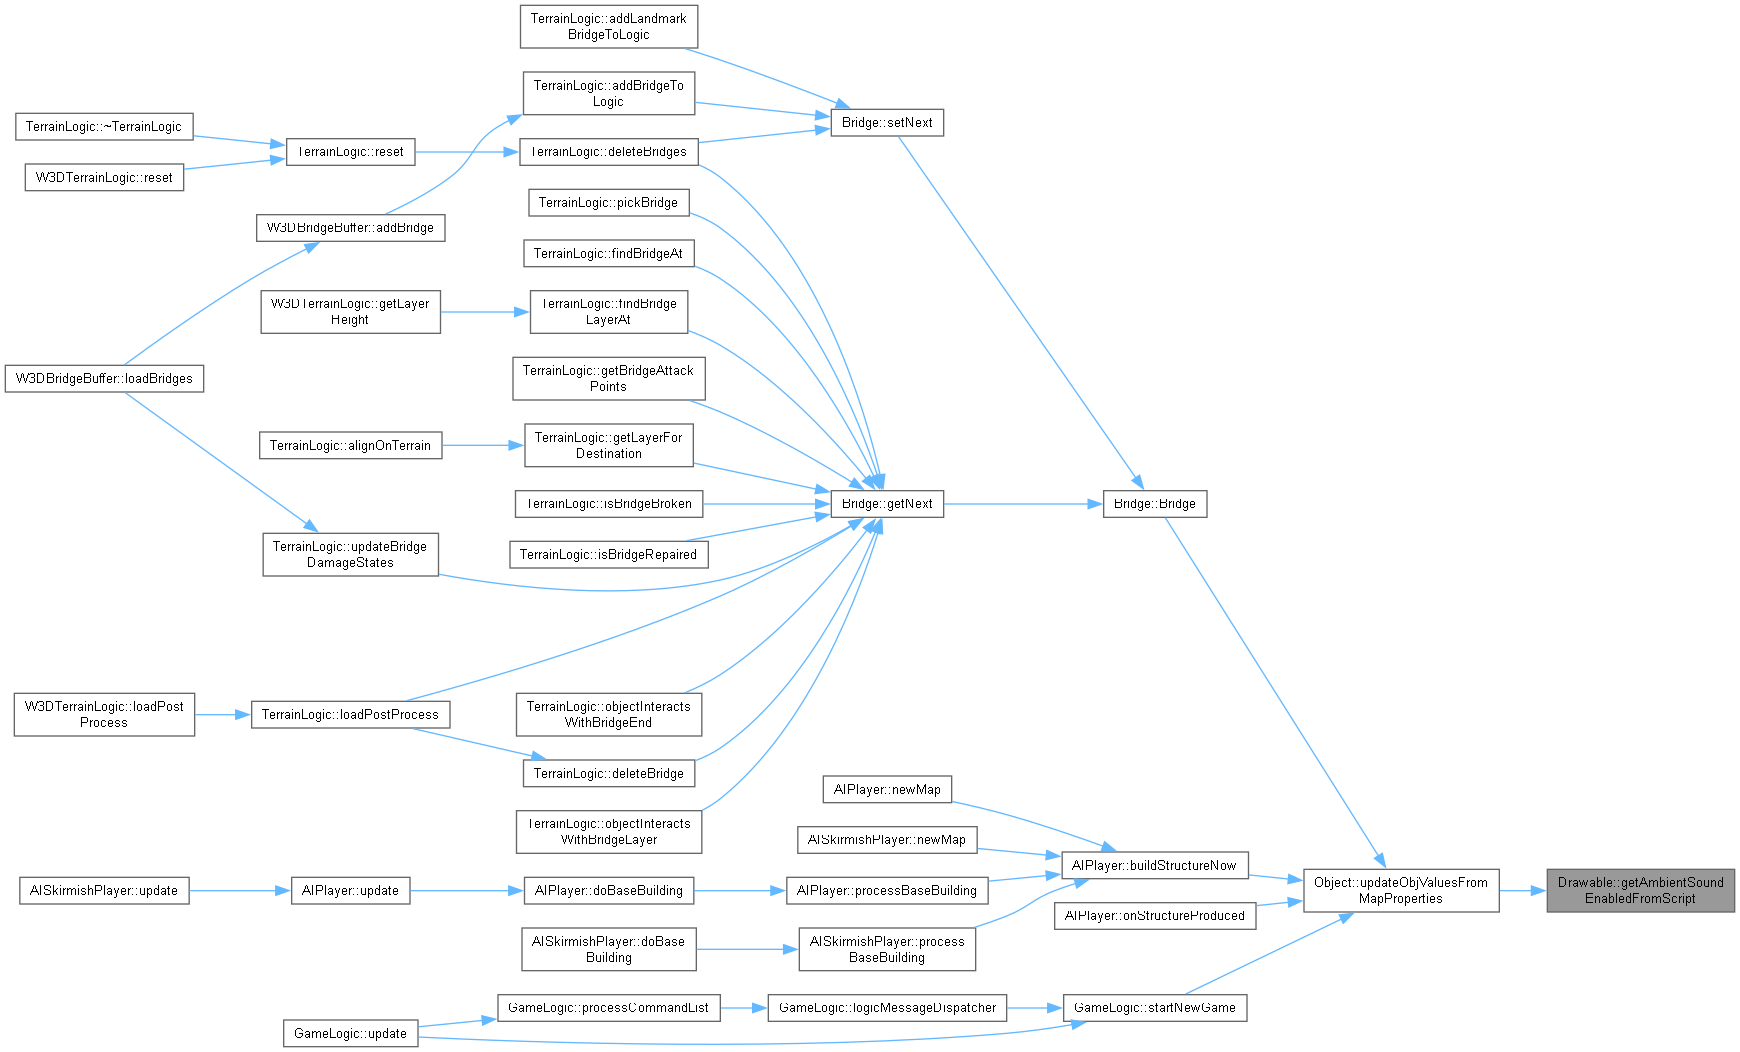 TerrainLogic::addLandmark
BridgeToLogic
TerrainLogic::addBridgeTo
Logic
TerrainLogic::~TerrainLogic
Bridge::setNext
TerrainLogic::reset
TerrainLogic::deleteBridges
W3DTerrainLogic::reset
TerrainLogic::pickBridge
W3DBridgeBuffer::addBridge
TerrainLogic::findBridgeAt
W3DTerrainLogic::getLayer
Height
TerrainLogic::findBridge
LayerAt
W3DBridgeBuffer::loadBridges
TerrainLogic::getBridgeAttack
Points
TerrainLogic::alignOnTerrain
TerrainLogic::getLayerFor
Destination
TerrainLogic::isBridgeBroken
Bridge::getNext
Bridge::Bridge
TerrainLogic::updateBridge
DamageStates
TerrainLogic::isBridgeRepaired
W3DTerrainLogic::loadPost
Process
TerrainLogic::loadPostProcess
TerrainLogic::objectInteracts
WithBridgeEnd
TerrainLogic::deleteBridge
AIPlayer::newMap
TerrainLogic::objectInteracts
WithBridgeLayer
AISkirmishPlayer::newMap
AIPlayer::buildStructureNow
AISkirmishPlayer::update
AIPlayer::update
AIPlayer::doBaseBuilding
AIPlayer::processBaseBuilding
Object::updateObjValuesFrom
MapProperties
Drawable::getAmbientSound
EnabledFromScript
AIPlayer::onStructureProduced
AISkirmishPlayer::doBase
Building
AISkirmishPlayer::process
BaseBuilding
GameLogic::processCommandList
GameLogic::logicMessageDispatcher
GameLogic::startNewGame
GameLogic::update